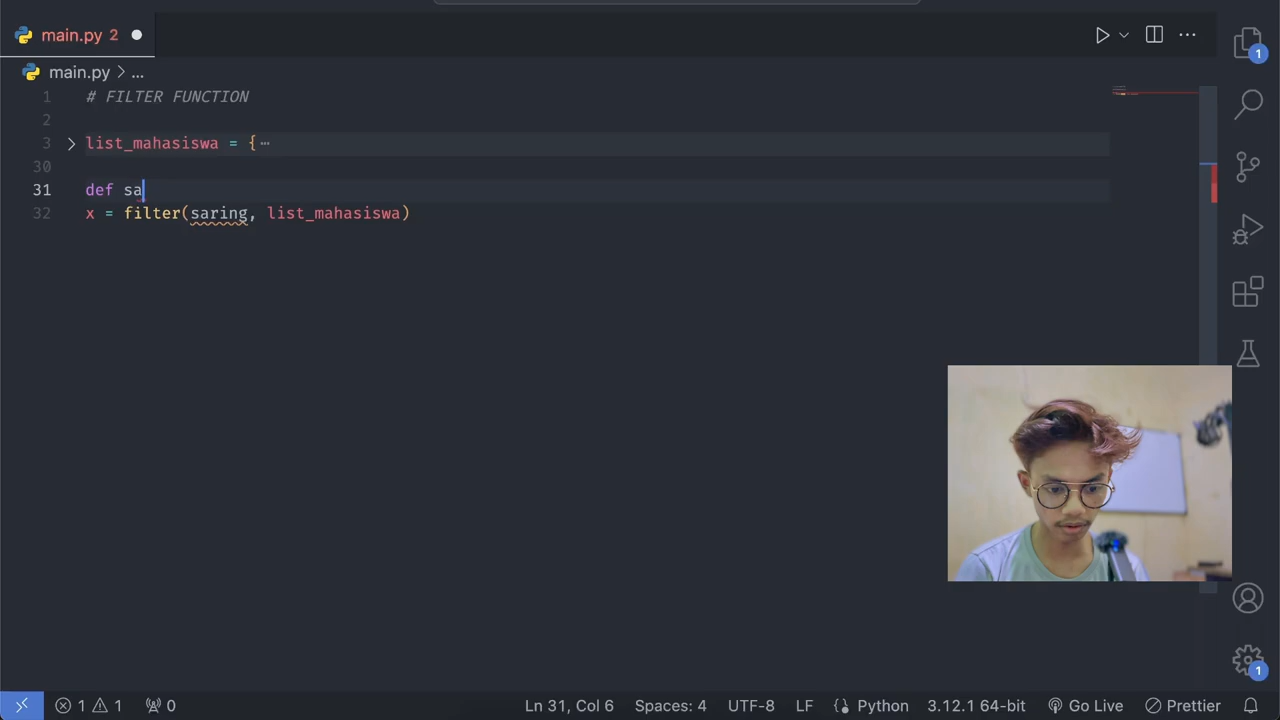 main.py 2
main.py > ...
1 # FILTER FUNCTION
2
3 list_mahasiswa = {…
30
31 def sa
32 x = filter(saring, list_mahasiswa)
1
1
1 1 0 Ln 31, Col 6 Spaces: 4 UTF-8 LF Python 3.12.1 64-bit Go Live Prettier